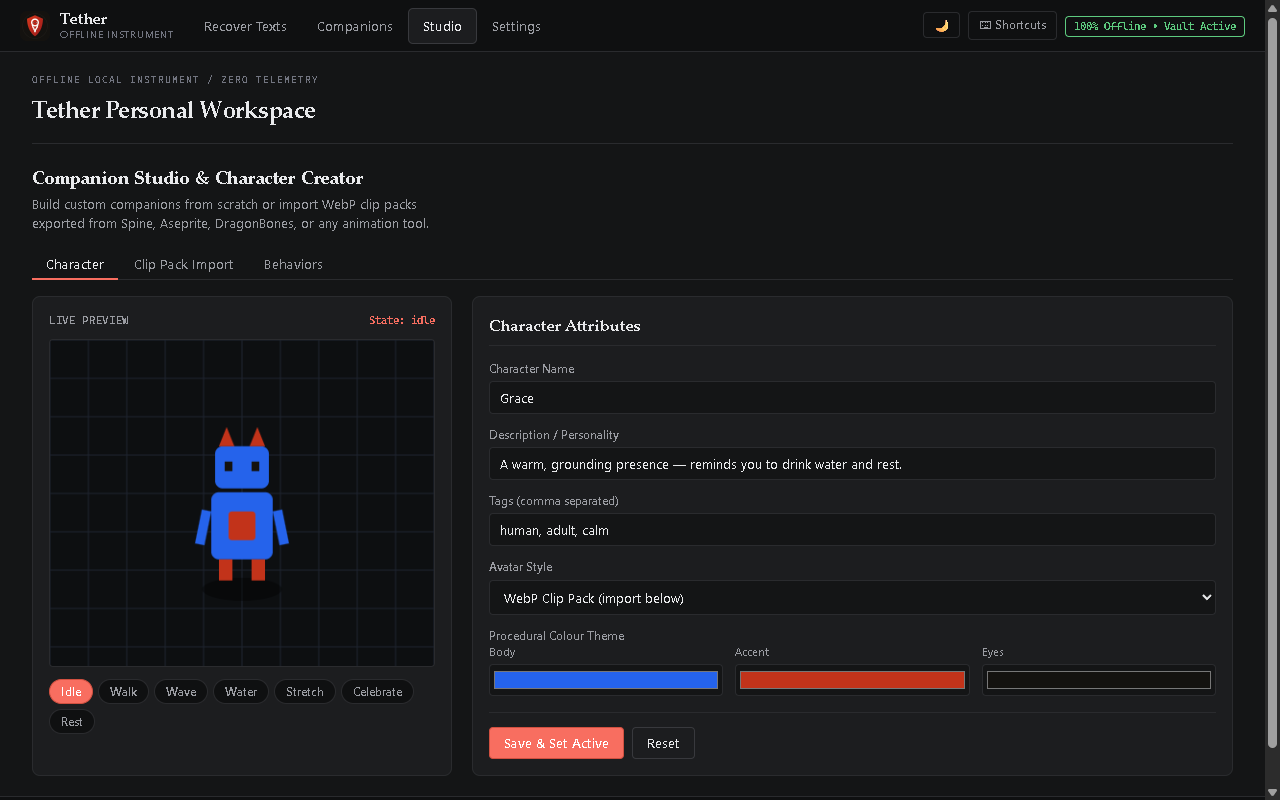 Tether
OFFLINE INSTRUMENT
Recover Texts
Companions
Studio
Settings
Shortcuts
100% Offline • Vault Active
OFFLINE LOCAL INSTRUMENT / ZERO TELEMETRY
Tether Personal Workspace
Companion Studio & Character Creator
Build custom companions from scratch or import WebP clip packs
exported from Spine, Aseprite, DragonBones, or any animation tool.
Character
Clip Pack Import
Behaviors
LIVE PREVIEW
State: idle
Idle
Walk
Wave
Water
Stretch
Celebrate
Rest
Character Attributes
Character Name
Grace
Description / Personality
A warm, grounding presence — reminds you to drink water and rest.
Tags (comma separated)
human, adult, calm
Avatar Style
WebP Clip Pack (import below)
Procedural Colour Theme
Body
Accent
Eyes
Save & Set Active
Reset